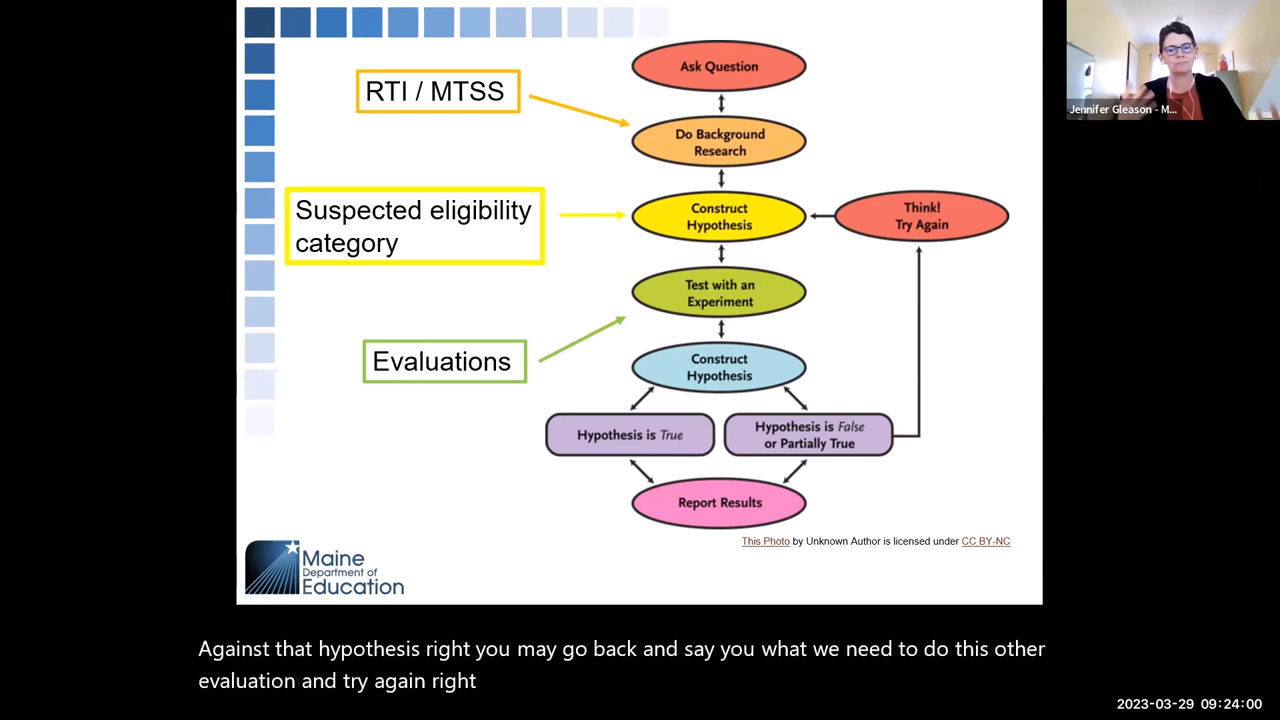 Ask Question
RTI / MTSS
Do Background
Research
Suspected eligibility
category
Construct
Hypothesis
Think!
Try Again
Test with an
Experiment
Evaluations
Construct
Hypothesis
Hypothesis is True
Hypothesis is False
or Partially True
Report Results
This Photo by Unknown Author is licensed under CC BY-NC
Maine
Department of
Education
Jennifer Gleason - M...
Against that hypothesis right you may go back and say you what we need to do this other
evaluation and try again right
2023-03-29 09:24:00